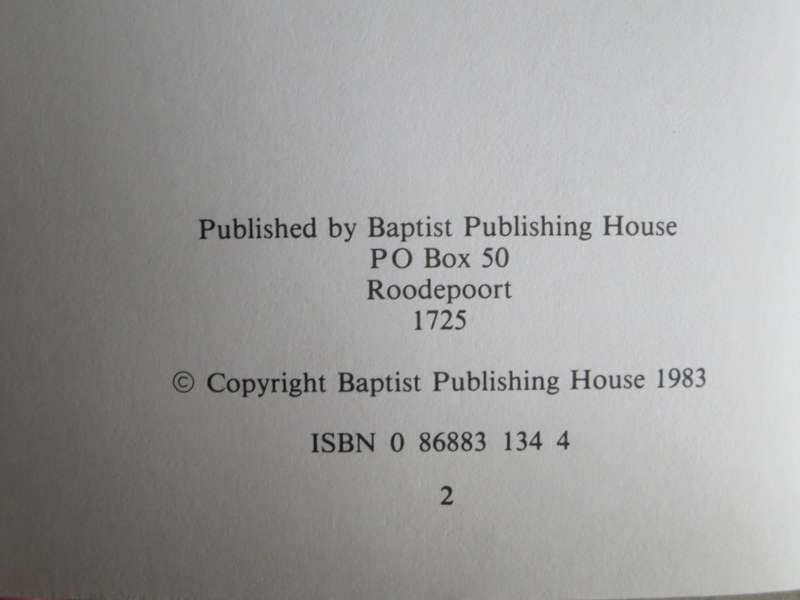 Published by Baptist Publishing House
PO Box 50
Roodepoort
1725
© Copyright Baptist Publishing House 1983
ISBN 0 86883 134 4
2